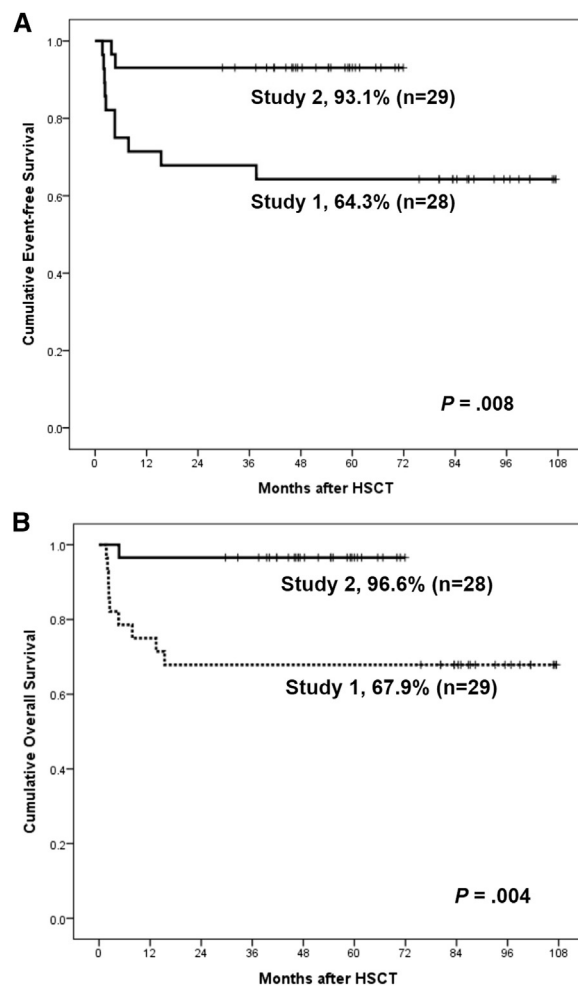 A
1.0
Study 2, 93.1% (n=29)
0.8
Study 1, 64.3% (n=28)
0.6
0.4
0.2
P = .008
0.0
0 12 24 36 48 60 72 84 96 108
Months after HSCT
Cumulative Event-free Survival
B
1.0
Study 2, 96.6% (n=28)
0.8
Study 1, 67.9% (n=29)
0.6
0.4
0.2
P = .004
0.0
0 12 24 36 48 60 72 84 96 108
Months after HSCT
Cumulative Overall Survival